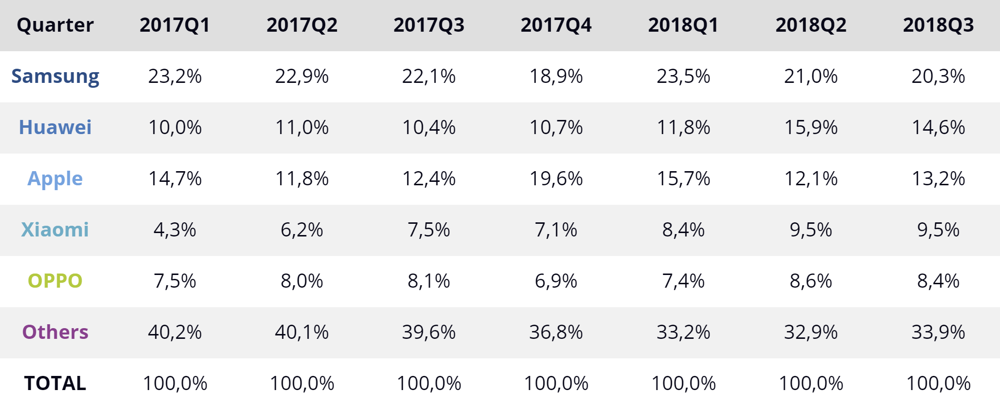 Quarter 2017Q1 2017Q2 2017Q3 2017Q4 2018Q1 2018Q2 2018Q3
Samsung 23,2% 22,9% 22,1% 18,9% 23,5% 21,0% 20,3%
Huawei 10,0% 11,0% 10,4% 10,7% 11,8% 15,9% 14,6%
Apple 14,7% 11,8% 12,4% 19,6% 15,7% 12,1% 13,2%
Xiaomi 4,3% 6,2% 7,5% 7,1% 8,4% 9,5% 9,5%
OPPO 7,5% 8,0% 8,1% 6,9% 7,4% 8,6% 8,4%
Others 40,2% 40,1% 39,6% 36,8% 33,2% 32,9% 33,9%
TOTAL 100,0% 100,0% 100,0% 100,0% 100,0% 100,0% 100,0%